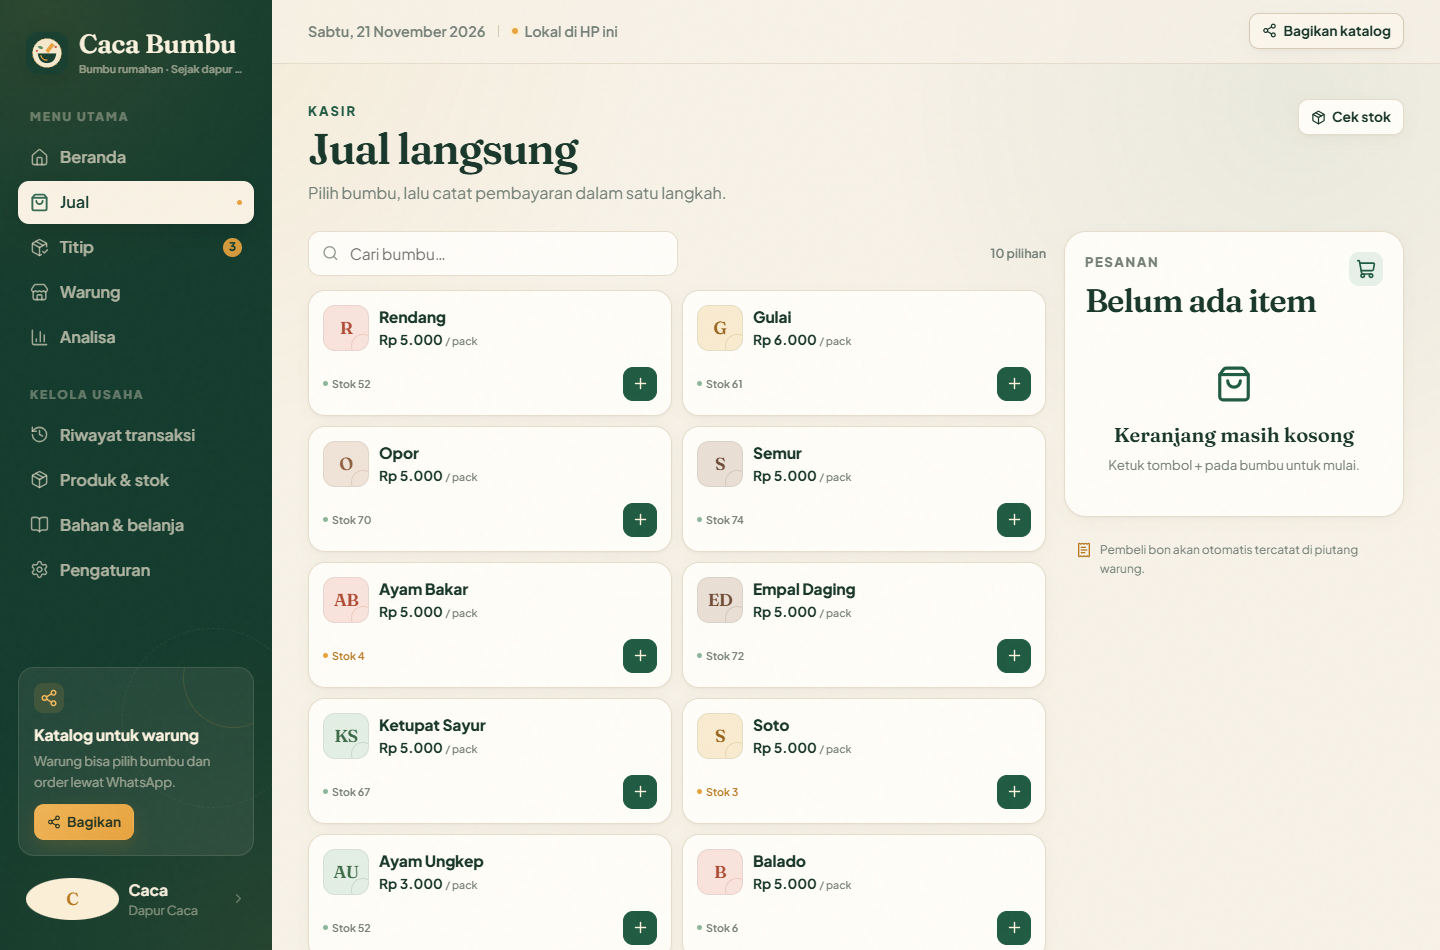 Caca Bumbu
Bumbu rumahan · Sejak dapur ...
MENU UTAMA
Beranda
Jual
Titip
3
Warung
Analisa
KELOLA USAHA
Riwayat transaksi
Produk & stok
Bahan & belanja
Pengaturan
Katalog untuk warung
Warung bisa pilih bumbu dan
order lewat WhatsApp.
Bagikan
C
Caca
Dapur Caca
Sabtu, 21 November 2026
Lokal di HP ini
Bagikan katalog
KASIR
Jual langsung
Pilih bumbu, lalu catat pembayaran dalam satu langkah.
Cek stok
Cari bumbu...
10 pilihan
R
Rendang
Rp 5.000 / pack
Stok 52
G
Gulai
Rp 6.000 / pack
Stok 61
O
Opor
Rp 5.000 / pack
Stok 70
S
Semur
Rp 5.000 / pack
Stok 74
AB
Ayam Bakar
Rp 5.000 / pack
Stok 4
ED
Empal Daging
Rp 5.000 / pack
Stok 72
KS
Ketupat Sayur
Rp 5.000 / pack
Stok 67
S
Soto
Rp 5.000 / pack
Stok 3
AU
Ayam Ungkep
Rp 3.000 / pack
Stok 52
B
Balado
Rp 5.000 / pack
Stok 6
PESANAN
Belum ada item
Keranjang masih kosong
Ketuk tombol + pada bumbu untuk mulai.
Pembeli bon akan otomatis tercatat di piutang
warung.